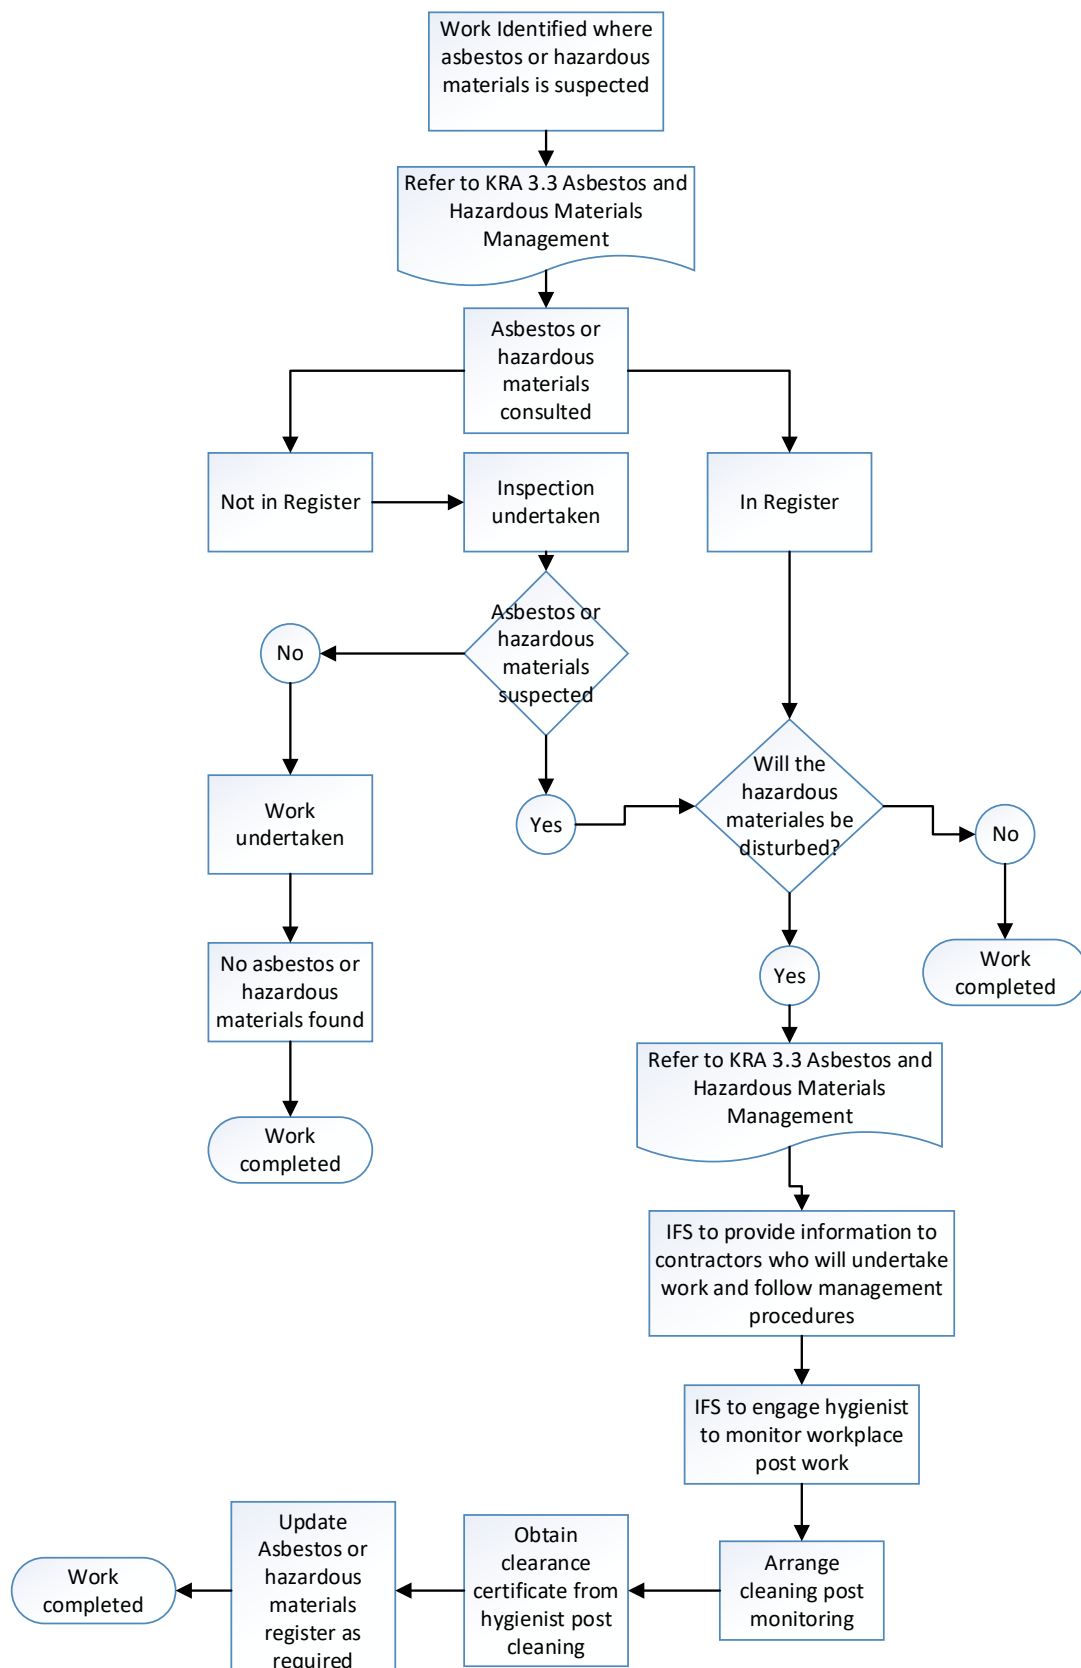 Work Identified where
asbestos or hazardous
materials is suspected
Refer to KRA 3.3 Asbestos and
Hazardous Materials
Management
Asbestos or
hazardous
materials
consulted
Not in Register
Inspection
undertaken
In Register
Asbestos or
hazardous
materials
suspected
No
Yes
Will the
hazardous
materiales be
disturbed?
No
Work
completed
Work
undertaken
No asbestos or
hazardous
materials found
Work
completed
Yes
Refer to KRA 3.3 Asbestos and
Hazardous Materials
Management
IFS to provide information to
contractors who will undertake
work and follow management
procedures
IFS to engage hygienist
to monitor workplace
post work
Arrange
cleaning post
monitoring
Obtain
clearance
certificate from
hygienist post
cleaning
Update
Asbestos or
hazardous
materials
register as
required
Work
completed